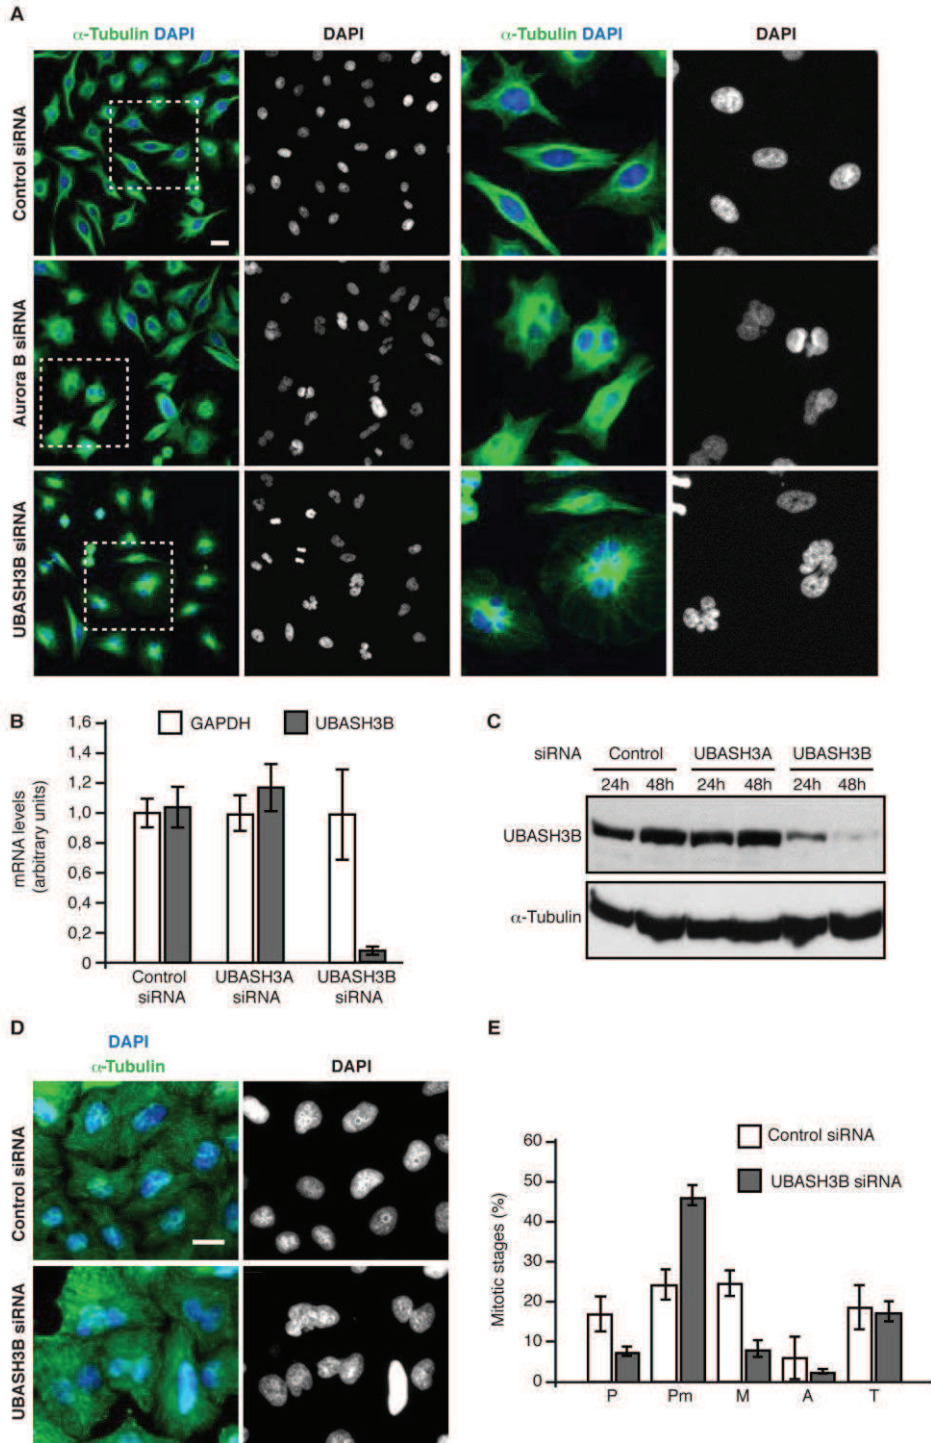 A
α-Tubulin DAPI DAPI α-Tubulin DAPI DAPI
Control siRNA
Aurora B siRNA
UBASH3B siRNA
B
GAPDH UBASH3B
mRNA levels
(arbitrary units)
1,6
1,4
1,2
1,0
0,8
0,6
0,4
0,2
0
Control
siRNA
UBASH3A
siRNA
UBASH3B
siRNA
C
siRNA Control UBASH3A UBASH3B
24h 48h 24h 48h 24h 48h
UBASH3B
α-Tubulin
D
DAPI
α-Tubulin DAPI
Control siRNA
UBASH3B siRNA
E
Control siRNA
UBASH3B siRNA
Mitotic stages (%)
60
50
40
30
20
10
0
P Pm M A T